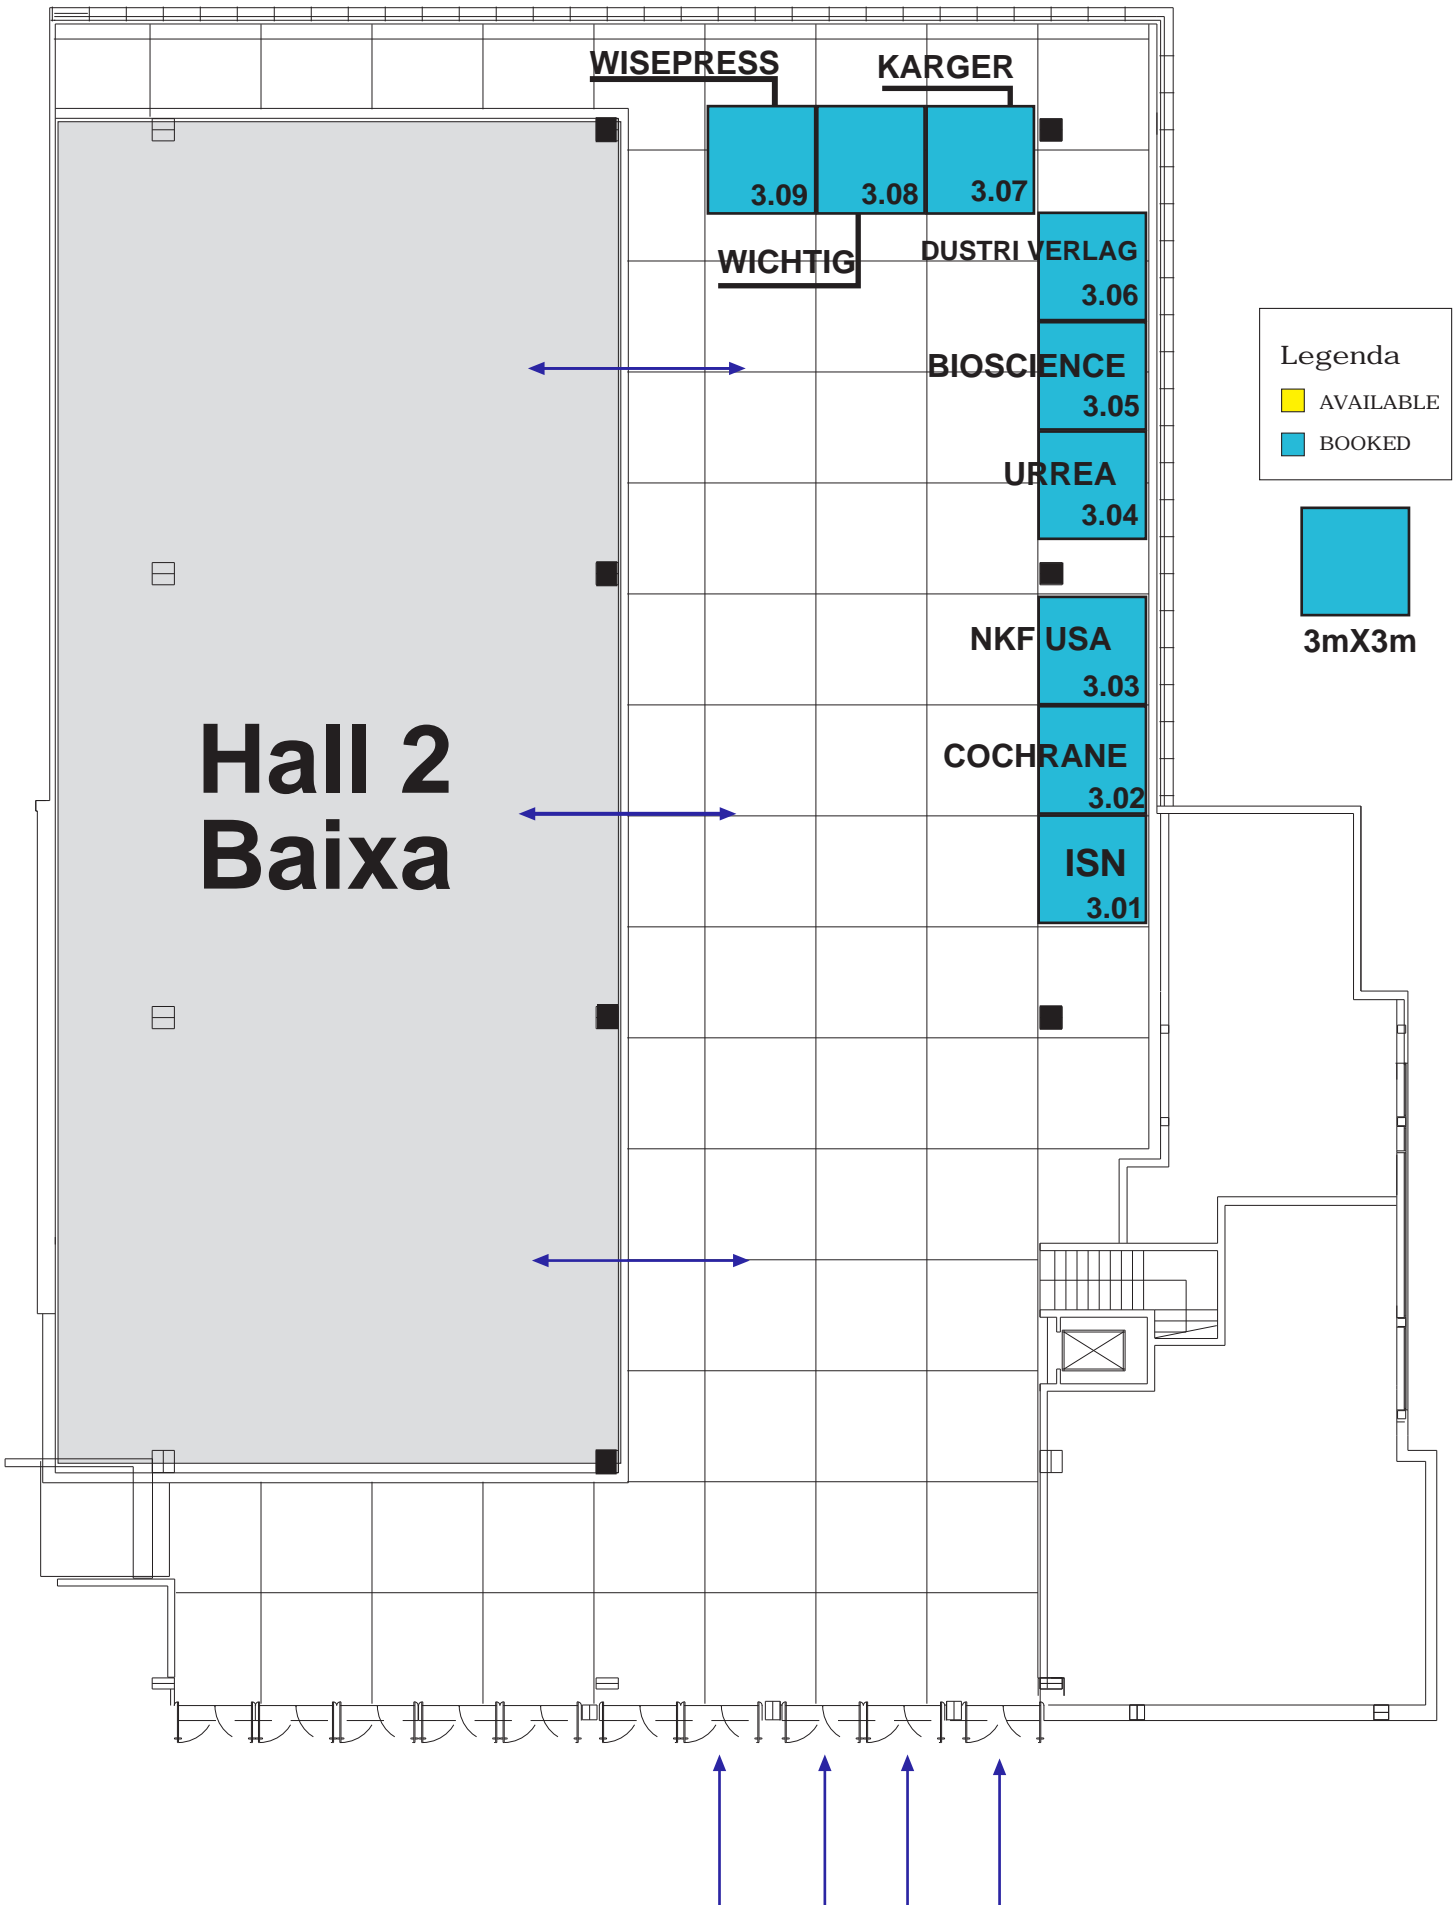 WISEPRESS
KARGER
3.09
3.08
3.07
WICHTIG
DUSTRI VERLAG
3.06
BIOSCIENCE
3.05
URREA
3.04
NKF USA
3.03
COCHRANE
3.02
ISN
3.01
Hall 2
Baixa
Legenda
AVAILABLE
BOOKED
3mX3m